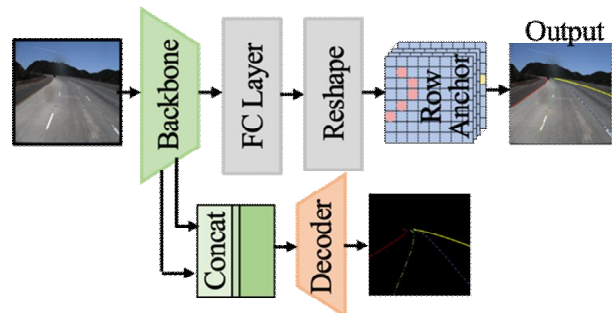 Output
Backbone
FC Layer
Reshape
Row
Anchor
Concat
Decoder